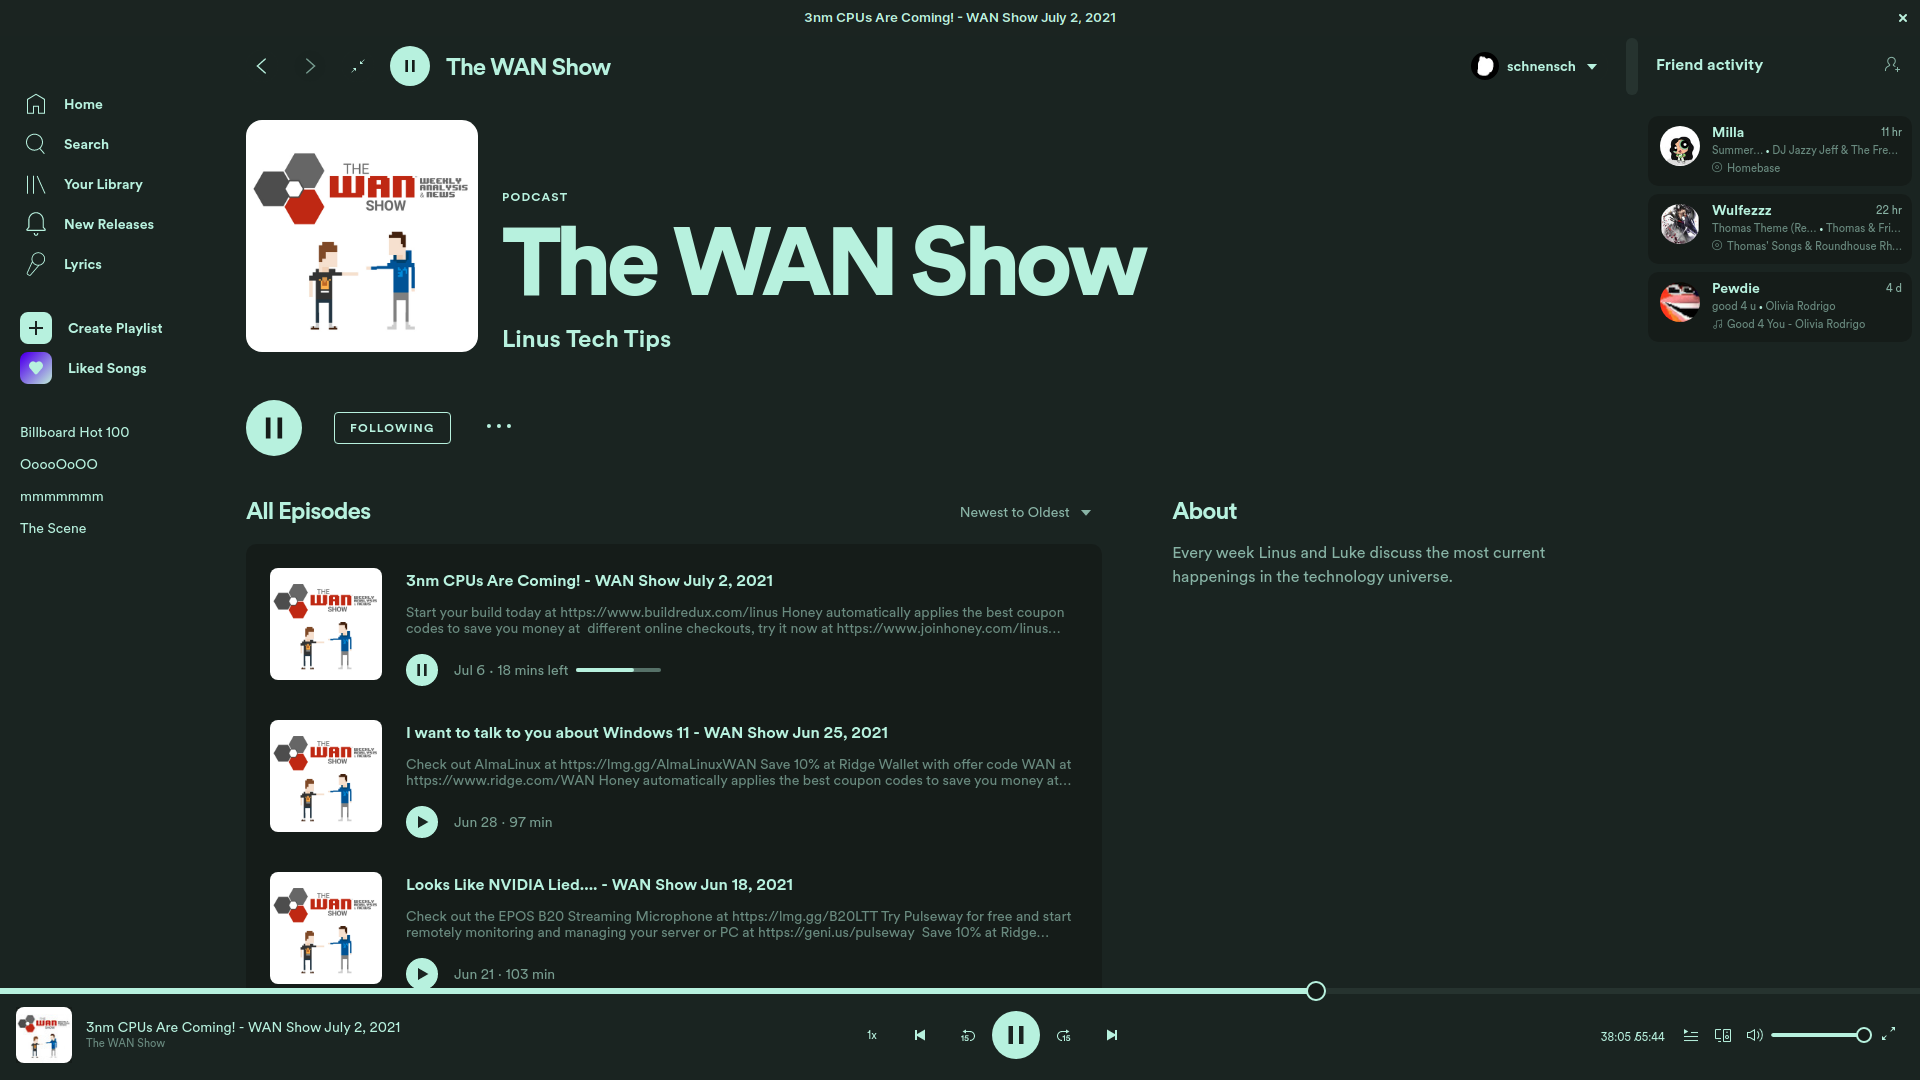 3nm CPUs Are Coming! - WAN Show July 2, 2021
The WAN Show
schnensch
Friend activity
Home
Search
Your Library
New Releases
Lyrics
Create Playlist
Liked Songs
Billboard Hot 100
OoooOoOO
mmmmmmm
The Scene
THE
WAN
WEEKLY
ANALYSIS
& NEWS
SHOW
PODCAST
The WAN Show
Linus Tech Tips
FOLLOWING
Milla
11 hr
Summer... • DJ Jazzy Jeff & The Fre...
Homebase
Wulfezzz
22 hr
Thomas Theme (Re... • Thomas & Fri...
Thomas' Songs & Roundhouse Rh...
Pewdie
4 d
good 4 u • Olivia Rodrigo
Good 4 You - Olivia Rodrigo
All Episodes
Newest to Oldest
THE
WAN
SHOW
3nm CPUs Are Coming! - WAN Show July 2, 2021
Start your build today at https://www.buildredux.com/linus Honey automatically applies the best coupon
codes to save you money at  different online checkouts, try it now at https://www.joinhoney.com/linus...
Jul 6 · 18 mins left
THE
WAN
SHOW
I want to talk to you about Windows 11 - WAN Show Jun 25, 2021
Check out AlmaLinux at https://lmg.gg/AlmaLinuxWAN Save 10% at Ridge Wallet with offer code WAN at
https://www.ridge.com/WAN Honey automatically applies the best coupon codes to save you money at...
Jun 28 · 97 min
THE
WAN
SHOW
Looks Like NVIDIA Lied.... - WAN Show Jun 18, 2021
Check out the EPOS B20 Streaming Microphone at https://lmg.gg/B20LTT Try Pulseway for free and start
remotely monitoring and managing your server or PC at https://geni.us/pulseway  Save 10% at Ridge...
Jun 21 · 103 min
About
Every week Linus and Luke discuss the most current
happenings in the technology universe.
WAN
3nm CPUs Are Coming! - WAN Show July 2, 2021
The WAN Show
1x
15
15
38:05 / 55:44